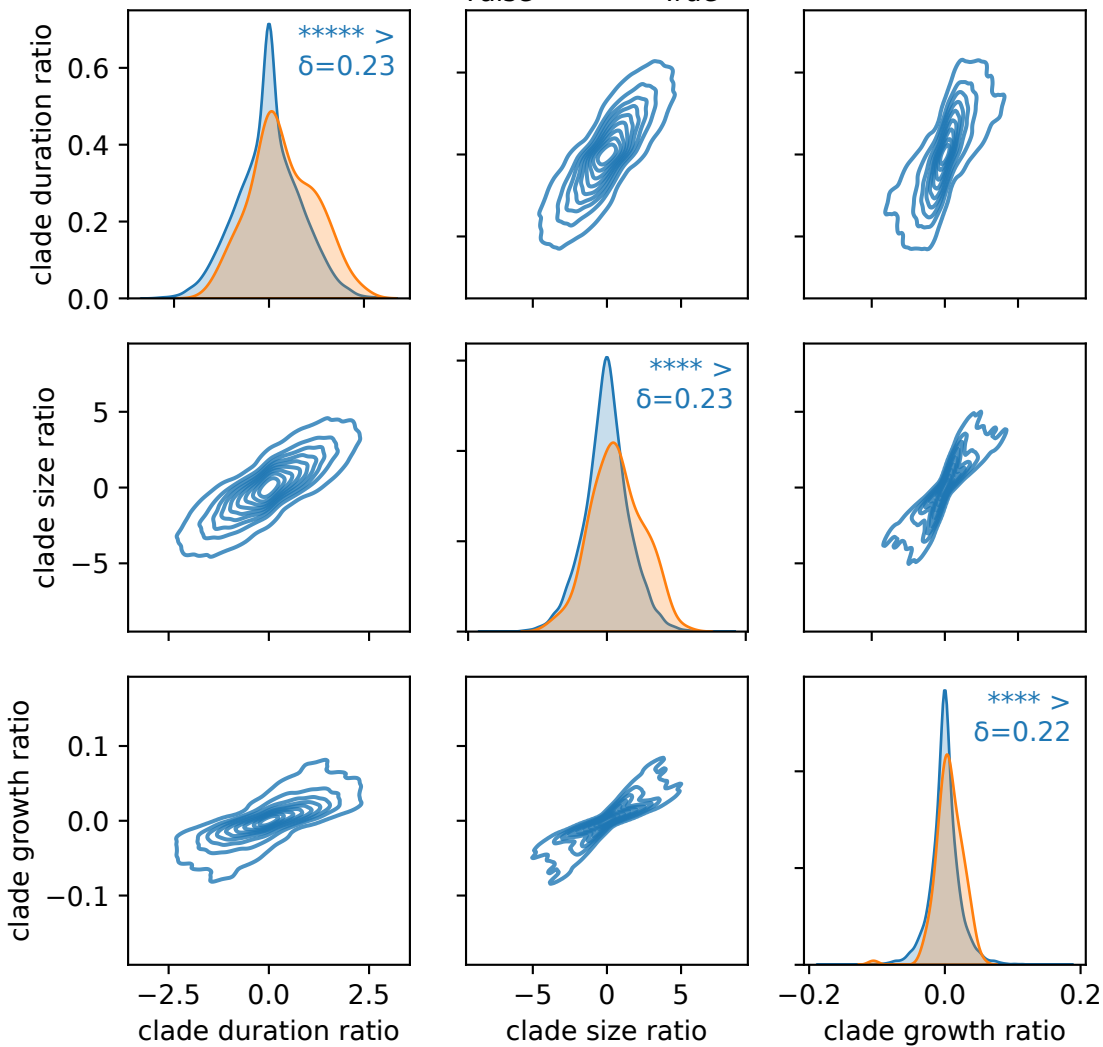 ***** >
δ=0.23
clade duration ratio
0.6
0.4
0.2
0.0
**** >
δ=0.23
clade size ratio
5
0
−5
**** >
δ=0.22
clade growth ratio
0.1
0.0
−0.1
−2.5 0.0 2.5
−5 0 5
−0.2 0.0 0.2
clade duration ratio
clade size ratio
clade growth ratio